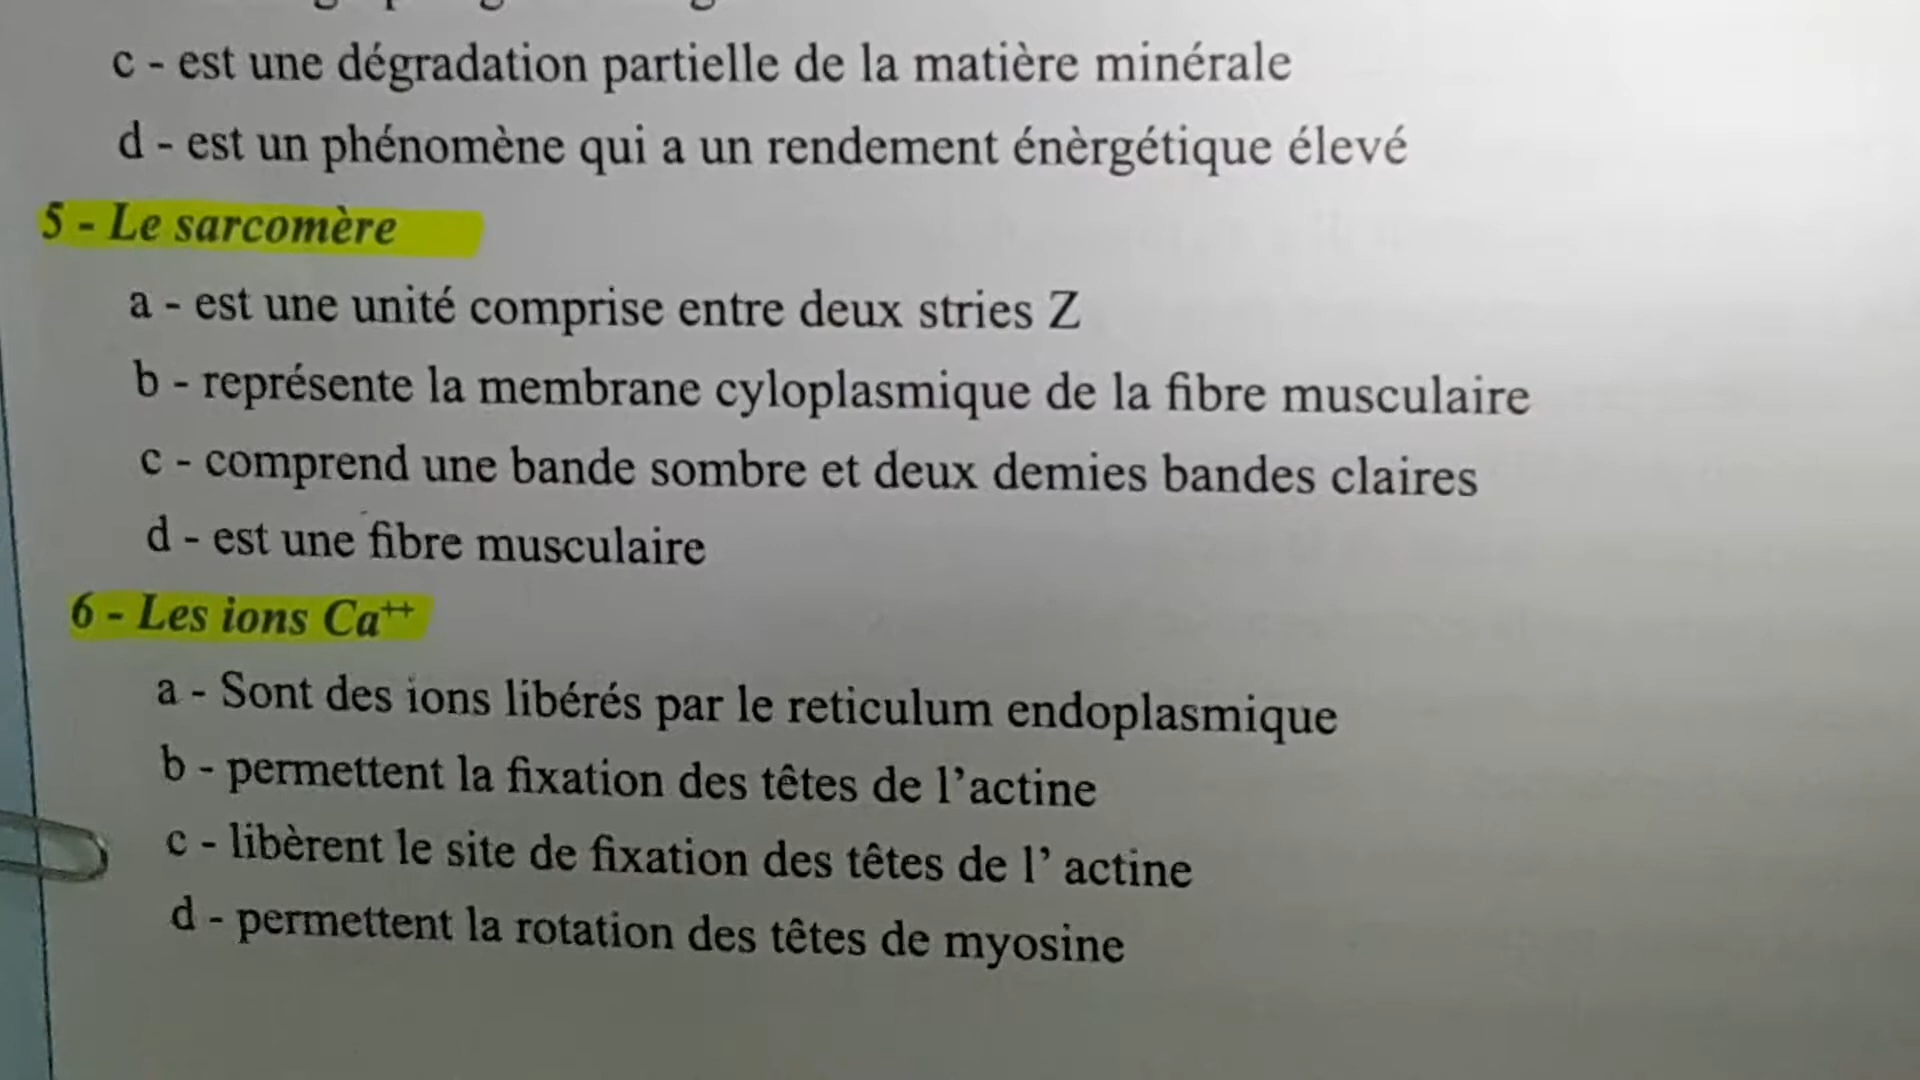 c - est une dégradation partielle de la matière minérale
d - est un phénomène qui a un rendement énèrgétique élevé
5 - Le sarcomère
a - est une unité comprise entre deux stries Z
b - représente la membrane cyloplasmique de la fibre musculaire
c - comprend une bande sombre et deux demies bandes claires
d - est une fibre musculaire
6 - Les ions Ca⁺⁺
a - Sont des ions libérés par le reticulum endoplasmique
b - permettent la fixation des têtes de l’actine
c - libèrent le site de fixation des têtes de l’ actine
d - permettent la rotation des têtes de myosine